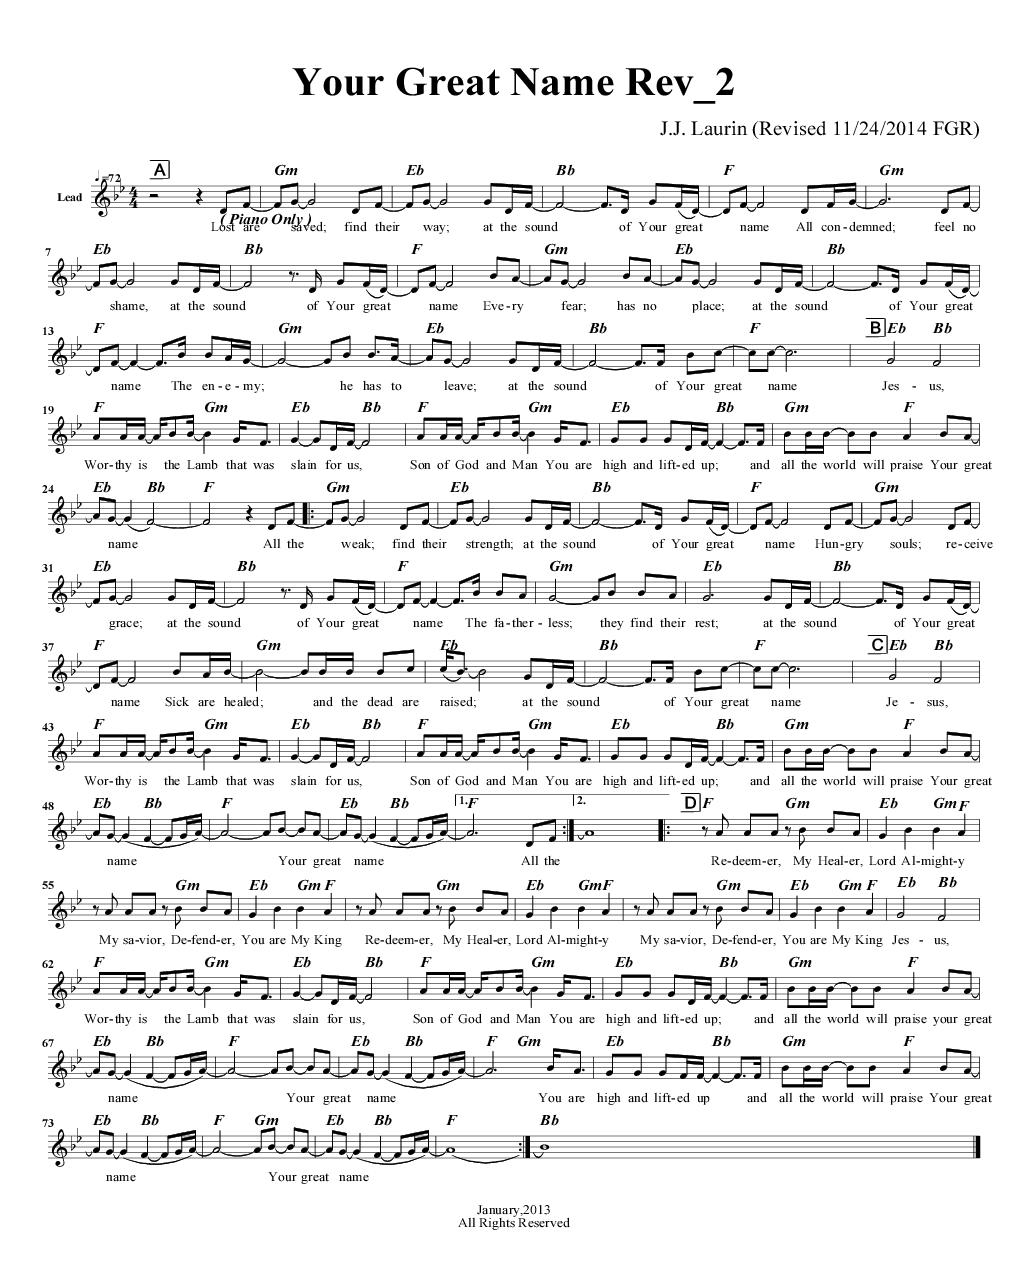 Your Great Name Rev_2
J.J. Laurin (Revised 11/24/2014 FGR)
A
♩=72 Gm Eb Bb F Gm
Lead
( Piano Only )
Lost are saved; find their way; at the sound of Your great name All con-demned; feel no
7 Eb Bb F Gm Eb Bb
shame, at the sound of Your great name Eve-ry fear; has no place; at the sound of Your great
13 F Gm Eb Bb F B Eb Bb
name The en-e-my; he has to leave; at the sound of Your great name Jes - us,
19 F Gm Eb Bb F Gm Eb Bb Gm F
Wor-thy is the Lamb that was slain for us, Son of God and Man You are high and lift-ed up; and all the world will praise Your great
24 Eb Bb F Gm Eb Bb F Gm
name All the weak; find their strength; at the sound of Your great name Hun-gry souls; re-ceive
31 Eb Bb F Gm Eb Bb
grace; at the sound of Your great name The fa-ther-less; they find their rest; at the sound of Your great
37 F Gm Eb Bb F C Eb Bb
name Sick are healed; and the dead are raised; at the sound of Your great name Je - sus,
43 F Gm Eb Bb F Gm Eb Bb Gm F
Wor-thy is the Lamb that was slain for us, Son of God and Man You are high and lift-ed up; and all the world will praise Your great
48 Eb Bb F Eb Bb 1. F 2. D F Gm Eb Gm F
name Your great name All the Re-deem-er, My Heal-er, Lord Al-might-y
55 Gm Eb Gm F Gm Eb Gm F Gm Eb Gm F Eb Bb
My sa-vior, De-fend-er, You are My King Re-deem-er, My Heal-er, Lord Al-might-y My sa-vior, De-fend-er, You are My King Jes - us,
62 F Gm Eb Bb F Gm Eb Bb Gm F
Wor-thy is the Lamb that was slain for us, Son of God and Man You are high and lift-ed up; and all the world will praise your great
67 Eb Bb F Eb Bb F Gm Eb Bb Gm F
name Your great name You are high and lift-ed up and all the world will praise Your great
73 Eb Bb F Gm Eb Bb F Bb
name Your great name
January,2013
All Rights Reserved